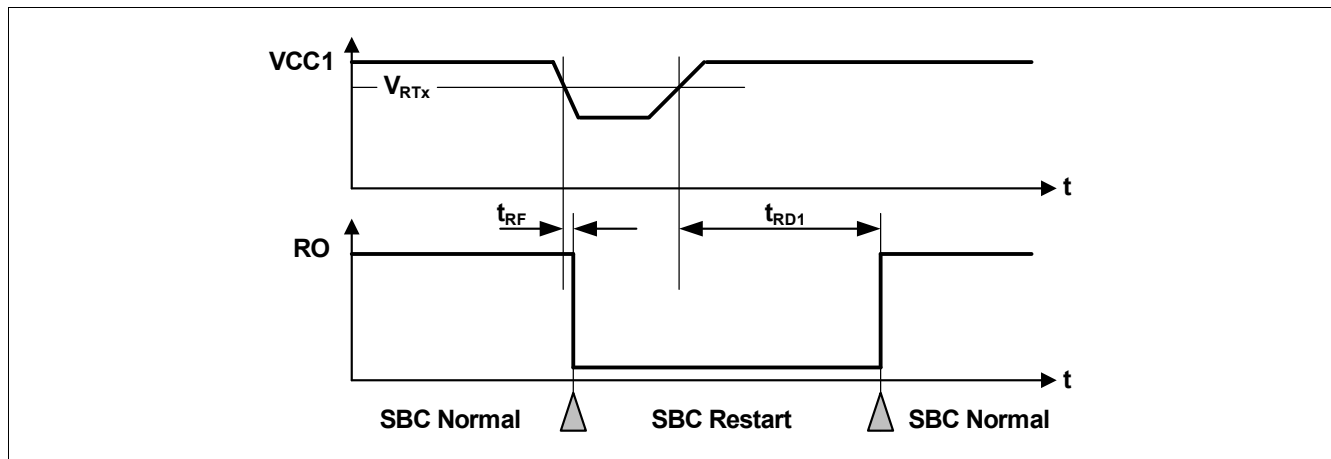 VCC1
VRTx
t
tRF
tRD1
RO
t
SBC Normal
SBC Restart
SBC Normal